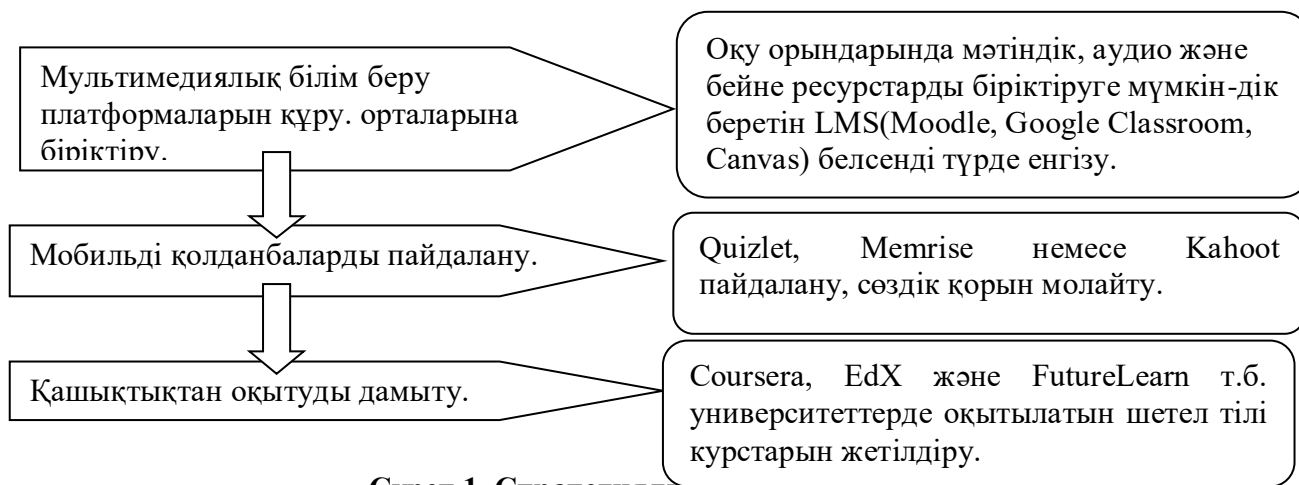 Мультимедиялық білім беру
платформаларын құру. орталарына
біріктіру.
Оқу орындарында мәтіндік, аудио және
бейне ресурстарды біріктіруге мүмкін-дік
беретін LMS(Moodle, Google Classroom,
Canvas) белсенді түрде енгізу.
Мобильді қолданбаларды пайдалану.
Quizlet, Memrise немесе Kahoot
пайдалану, сөздік қорын молайту.
Қашықтықтан оқытуды дамыту.
Coursera, EdX және FutureLearn т.б.
университеттерде оқытылатын шетел тілі
курстарын жетілдіру.